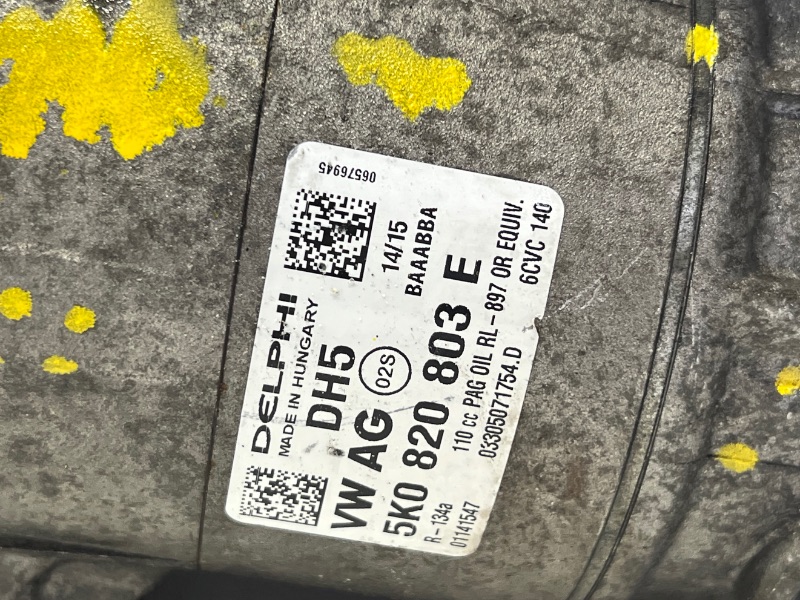 06576945
DELPHI
MADE IN HUNGARY
14/15
DH5
BAAABBA
02S
VW AG
5K0 820 803 E
R-134a 110 cc PAG OIL RL-897 OR EQUIV.
01141547 03305071754.D 6CVC 140